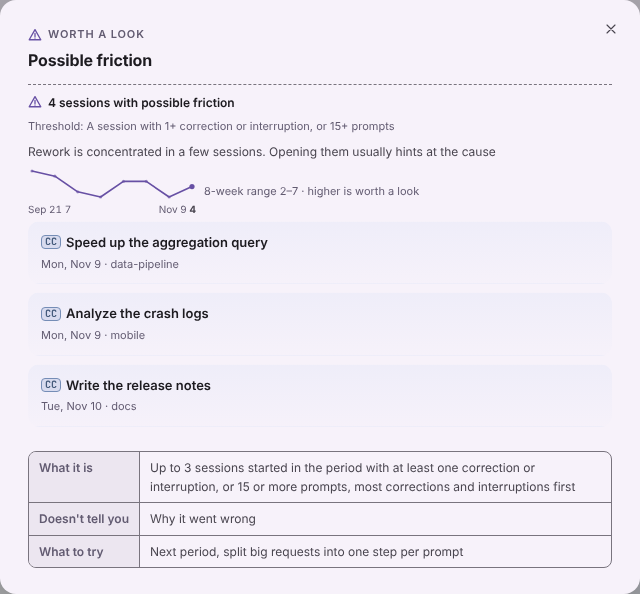 WORTH A LOOK
Possible friction
4 sessions with possible friction
Threshold: A session with 1+ correction or interruption, or 15+ prompts
Rework is concentrated in a few sessions. Opening them usually hints at the cause
8-week range 2–7 · higher is worth a look
Sep 21 7
Nov 9 4
CC Speed up the aggregation query
Mon, Nov 9 · data-pipeline
CC Analyze the crash logs
Mon, Nov 9 · mobile
CC Write the release notes
Tue, Nov 10 · docs
What it is
Up to 3 sessions started in the period with at least one correction or
interruption, or 15 or more prompts, most corrections and interruptions first
Doesn't tell you
Why it went wrong
What to try
Next period, split big requests into one step per prompt